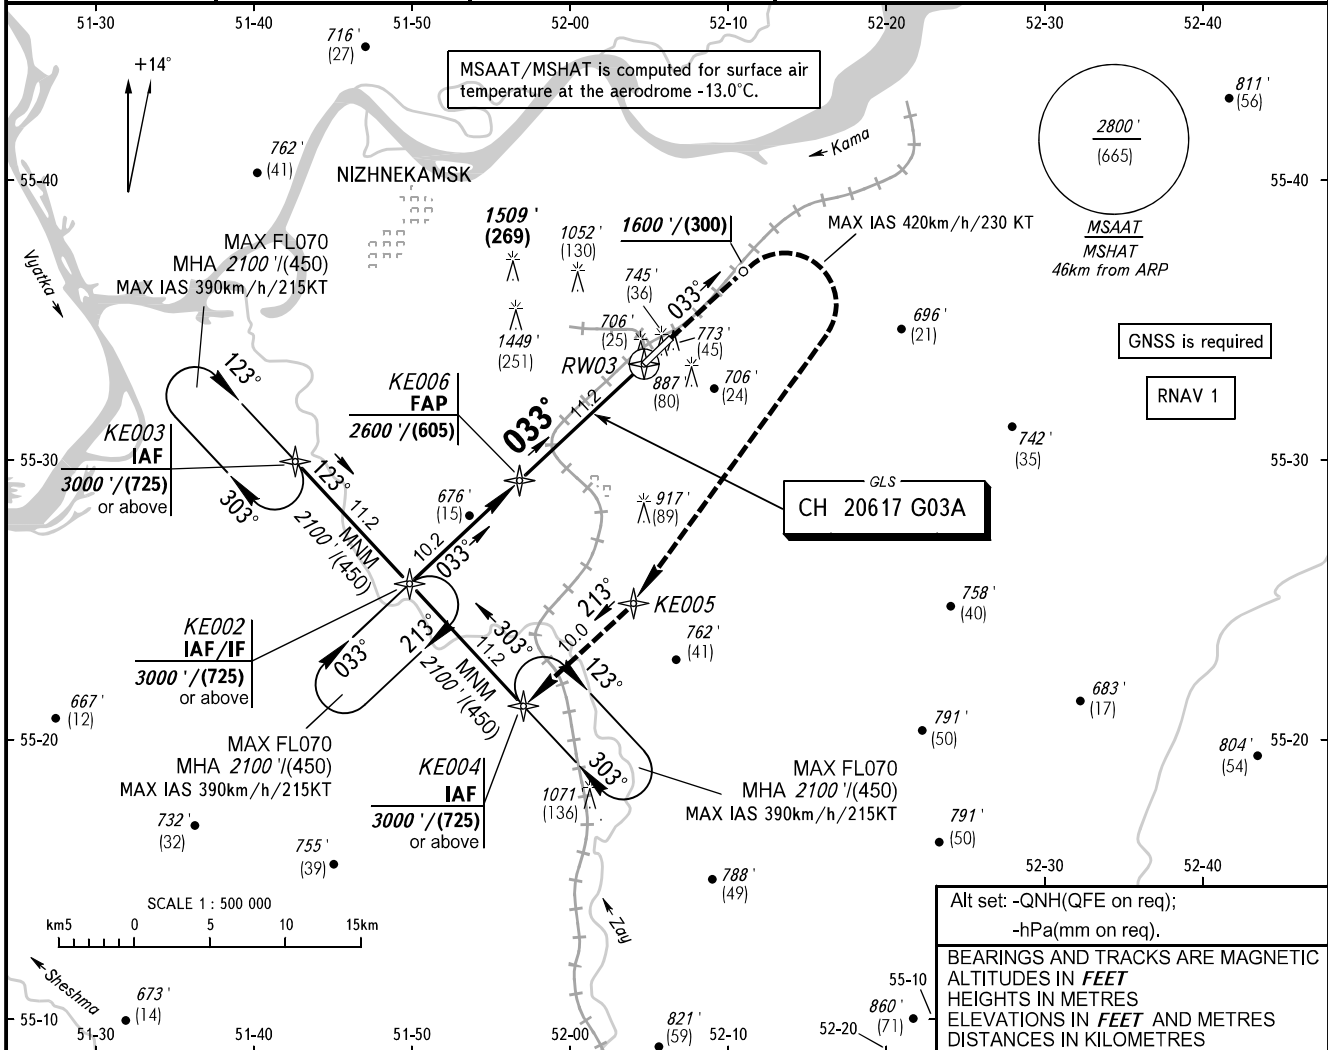 51-30
51-40
51-50
52-00
52-10
52-20
52-30
52-40
716 '
(27)
+14°
MSAAT/MSHAT is computed for surface air
temperature at the aerodrome -13.0°C.
811 '
(56)
2800 '
(665)
MSAAT
MSHAT
46km from ARP
Kama
762 '
(41)
55-40
55-40
NIZHNEKAMSK
1509 '
(269)
1052 '
(130)
1600 '/(300)
MAX IAS 420km/h/230 KT
MAX FL070
MHA 2100 '/(450)
MAX IAS 390km/h/215KT
Vyatka
745 '
(36)
033°
706 '
(25)
773 '
(45)
1449 '
(251)
696 '
(21)
GNSS is required
RNAV 1
RW03
887 '
(80)
706 '
(24)
123°
KE006
FAP
2600 '/(605)
033°
11.2
KE003
IAF
3000 '/(725)
or above
742 '
(35)
55-30
55-30
123°
303°
11.2
MNM
2100 '/(450)
676 '
(15)
917 '
(89)
GLS
CH 20617 G03A
10.2
033°
758 '
(40)
KE005
213°
10.0
KE002
IAF/IF
3000 '/(725)
or above
033°
213°
303°
11.2
MNM
2100 '/(450)
123°
762 '
(41)
667 '
(12)
683 '
(17)
791 '
(50)
55-20
55-20
804 '
(54)
MAX FL070
MHA 2100 '/(450)
MAX IAS 390km/h/215KT
KE004
IAF
3000 '/(725)
or above
303°
MAX FL070
MHA 2100 '/(450)
MAX IAS 390km/h/215KT
1071 '
(136)
732 '
(32)
755 '
(39)
791 '
(50)
788 '
(49)
52-30
52-40
SCALE 1 : 500 000
km5
0
5
10
15km
Zay
Sheshma
673 '
(14)
Alt set: -QNH(QFE on req);
-hPa(mm on req).
BEARINGS AND TRACKS ARE MAGNETIC
ALTITUDES IN FEET
HEIGHTS IN METRES
ELEVATIONS IN FEET AND METRES
DISTANCES IN KILOMETRES
55-10
55-10
860 '
(71)
821 '
(59)
51-30
51-40
51-50
52-00
52-10
52-20